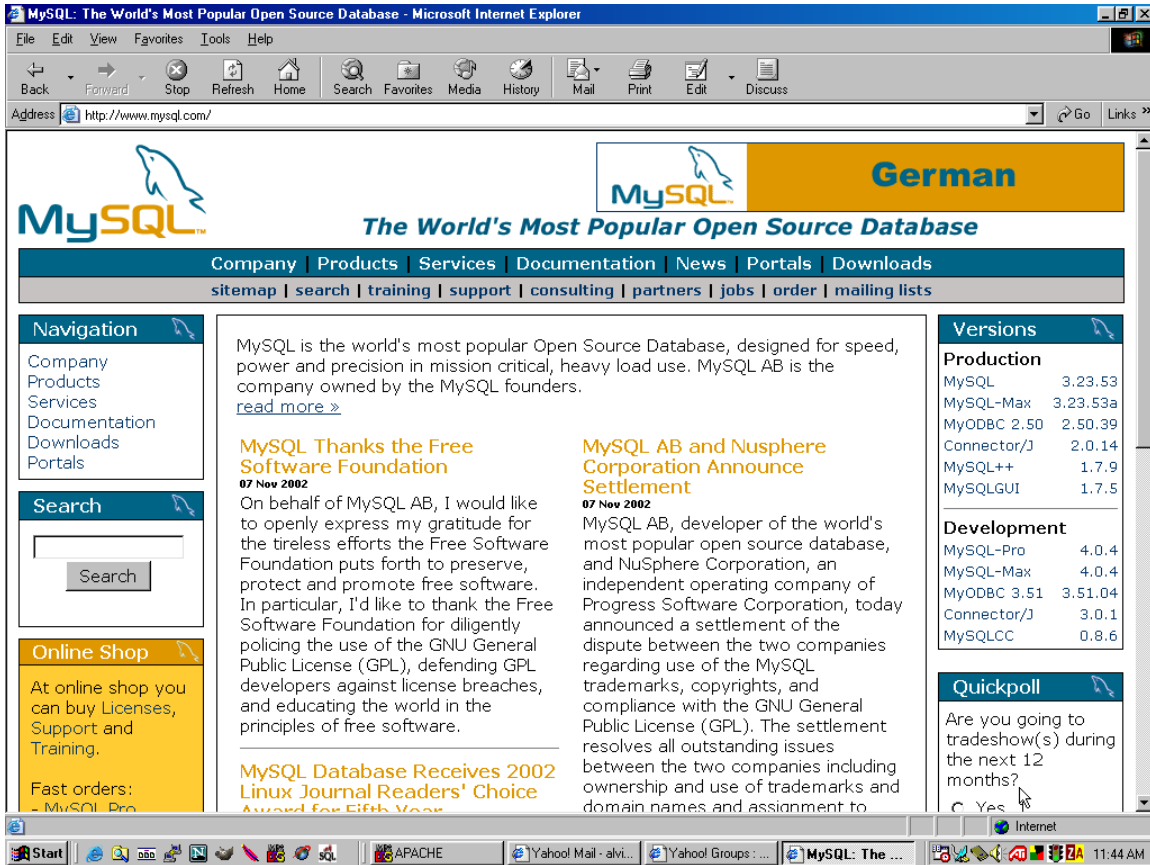 MySQL: The World's Most Popular Open Source Database - Microsoft Internet Explorer
File Edit View Favorites Tools Help
Back Forward Stop Refresh Home Search Favorites Media History Mail Print Edit Discuss
Address http://www.mysql.com/ Go Links »
MySQL™
MySQL
German
The World's Most Popular Open Source Database
Company | Products | Services | Documentation | News | Portals | Downloads
sitemap | search | training | support | consulting | partners | jobs | order | mailing lists
Navigation
Company
Products
Services
Documentation
Downloads
Portals
Search
Search
Online Shop
At online shop you
can buy Licenses,
Support and
Training.
Fast orders:
- MySQL Pro
MySQL is the world's most popular Open Source Database, designed for speed,
power and precision in mission critical, heavy load use. MySQL AB is the
company owned by the MySQL founders.
read more »
MySQL Thanks the Free
Software Foundation
07 Nov 2002
On behalf of MySQL AB, I would like
to openly express my gratitude for
the tireless efforts the Free Software
Foundation puts forth to preserve,
protect and promote free software.
In particular, I'd like to thank the Free
Software Foundation for diligently
policing the use of the GNU General
Public License (GPL), defending GPL
developers against license breaches,
and educating the world in the
principles of free software.
MySQL Database Receives 2002
Linux Journal Readers' Choice
Award for Fifth Year
MySQL AB and Nusphere
Corporation Announce
Settlement
07 Nov 2002
MySQL AB, developer of the world's
most popular open source database,
and NuSphere Corporation, an
independent operating company of
Progress Software Corporation, today
announced a settlement of the
dispute between the two companies
regarding use of the MySQL
trademarks, copyrights, and
compliance with the GNU General
Public License (GPL). The settlement
resolves all outstanding issues
between the two companies including
ownership and use of trademarks and
domain names and assignment to
Versions
Production
MySQL 3.23.53
MySQL-Max 3.23.53a
MyODBC 2.50 2.50.39
Connector/J 2.0.14
MySQL++ 1.7.9
MySQLGUI 1.7.5
Development
MySQL-Pro 4.0.4
MySQL-Max 4.0.4
MyODBC 3.51 3.51.04
Connector/J 3.0.1
MySQLCC 0.8.6
Quickpoll
Are you going to
tradeshow(s) during
the next 12
months?
Yes
Internet
Start APACHE Yahoo! Mail - alvi... Yahoo! Groups : ... MySQL: The ... 11:44 AM